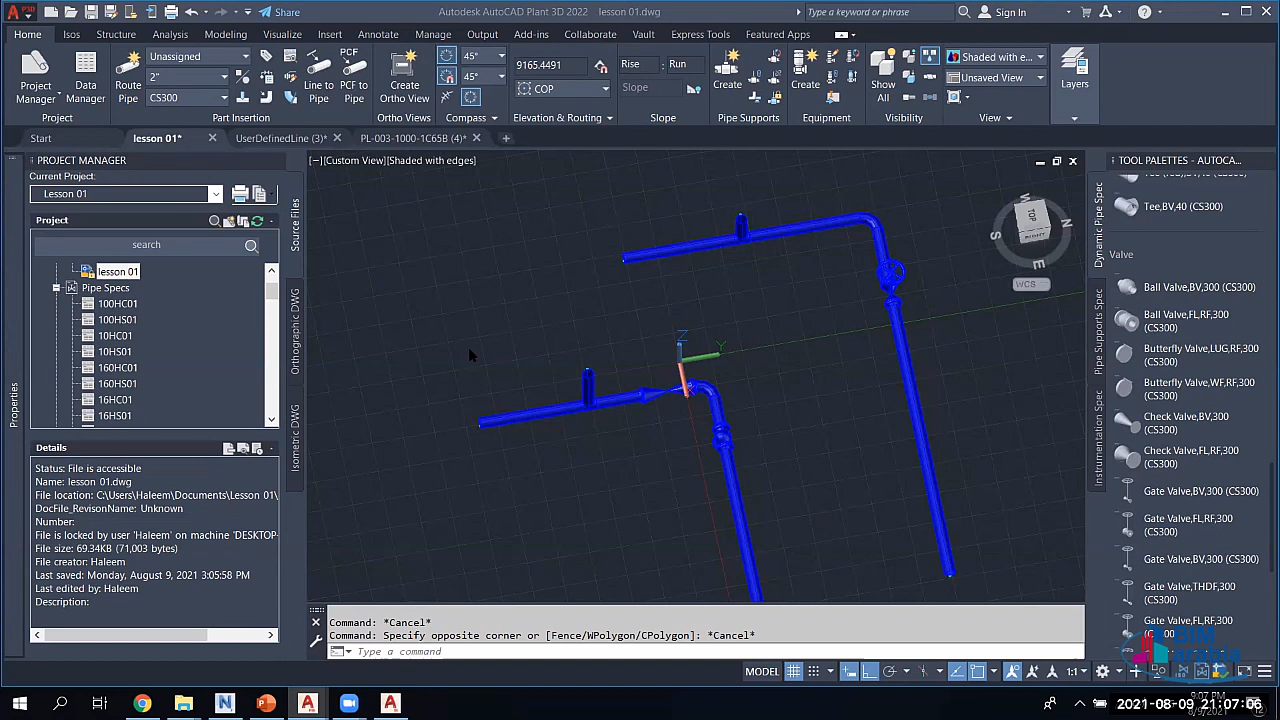 Share
Autodesk AutoCAD Plant 3D 2022 lesson 01.dwg
Type a keyword or phrase
Sign In
Home Isos Structure Analysis Modeling Visualize Insert Annotate Manage Output Add-ins Collaborate Vault Express Tools Featured Apps
Project Manager
Data Manager
Project
Route Pipe
Unassigned
2"
CS300
Line to Pipe
PCF to Pipe
Part Insertion
Create Ortho View
Ortho Views
45°
45°
Compass
9165.4491
COP
Elevation & Routing
Rise Run
Slope
Slope
Create
Pipe Supports
Create
Equipment
Show All
Visibility
Shaded with e...
Unsaved View
View
Layers
Start
lesson 01*
UserDefinedLine (3)*
PL-003-1000-1C65B (4)*
PROJECT MANAGER
Current Project:
Lesson 01
Project
search
lesson 01
Pipe Specs
100HC01
100HS01
10HC01
10HS01
160HC01
160HS01
16HC01
16HS01
Details
Status: File is accessible
Name: lesson 01.dwg
File location: C:\Users\Haleem\Documents\Lesson 01\
DocFile_RevisonName: Unknown
Number:
File is locked by user 'Haleem' on machine 'DESKTOP-
File size: 69.34KB (71,003 bytes)
File creator: Haleem
Last saved: Monday, August 9, 2021 3:05:58 PM
Last edited by: Haleem
Description:
Properties
Source Files
Orthographic DWG
Isometric DWG
[−][Custom View][Shaded with edges]
Z
Y
W
N
S
E
TOP
WCS
Command: *Cancel*
Command: Specify opposite corner or [Fence/WPolygon/CPolygon]: *Cancel*
Type a command
MODEL
1:1
TOOL PALETTES - AUTOCA...
Dynamic Pipe Spec
Pipe Supports Spec
Instrumentation Spec
Tee,BV,40 (CS300)
Valve
Ball Valve,BV,300 (CS300)
Ball Valve,FL,RF,300 (CS300)
Butterfly Valve,LUG,RF,300 (CS300)
Butterfly Valve,WF,RF,300 (CS300)
Check Valve,BV,300 (CS300)
Check Valve,FL,RF,300 (CS300)
Gate Valve,BV,300 (CS300)
Gate Valve,FL,RF,300 (CS300)
Gate Valve,BV,300 (CS300)
Gate Valve,THDF,300 (CS300)
Gate Valve,FL,RF,300
BIM
arabia
9:07 PM
8/9/2021
2021-08-09 21:07:06